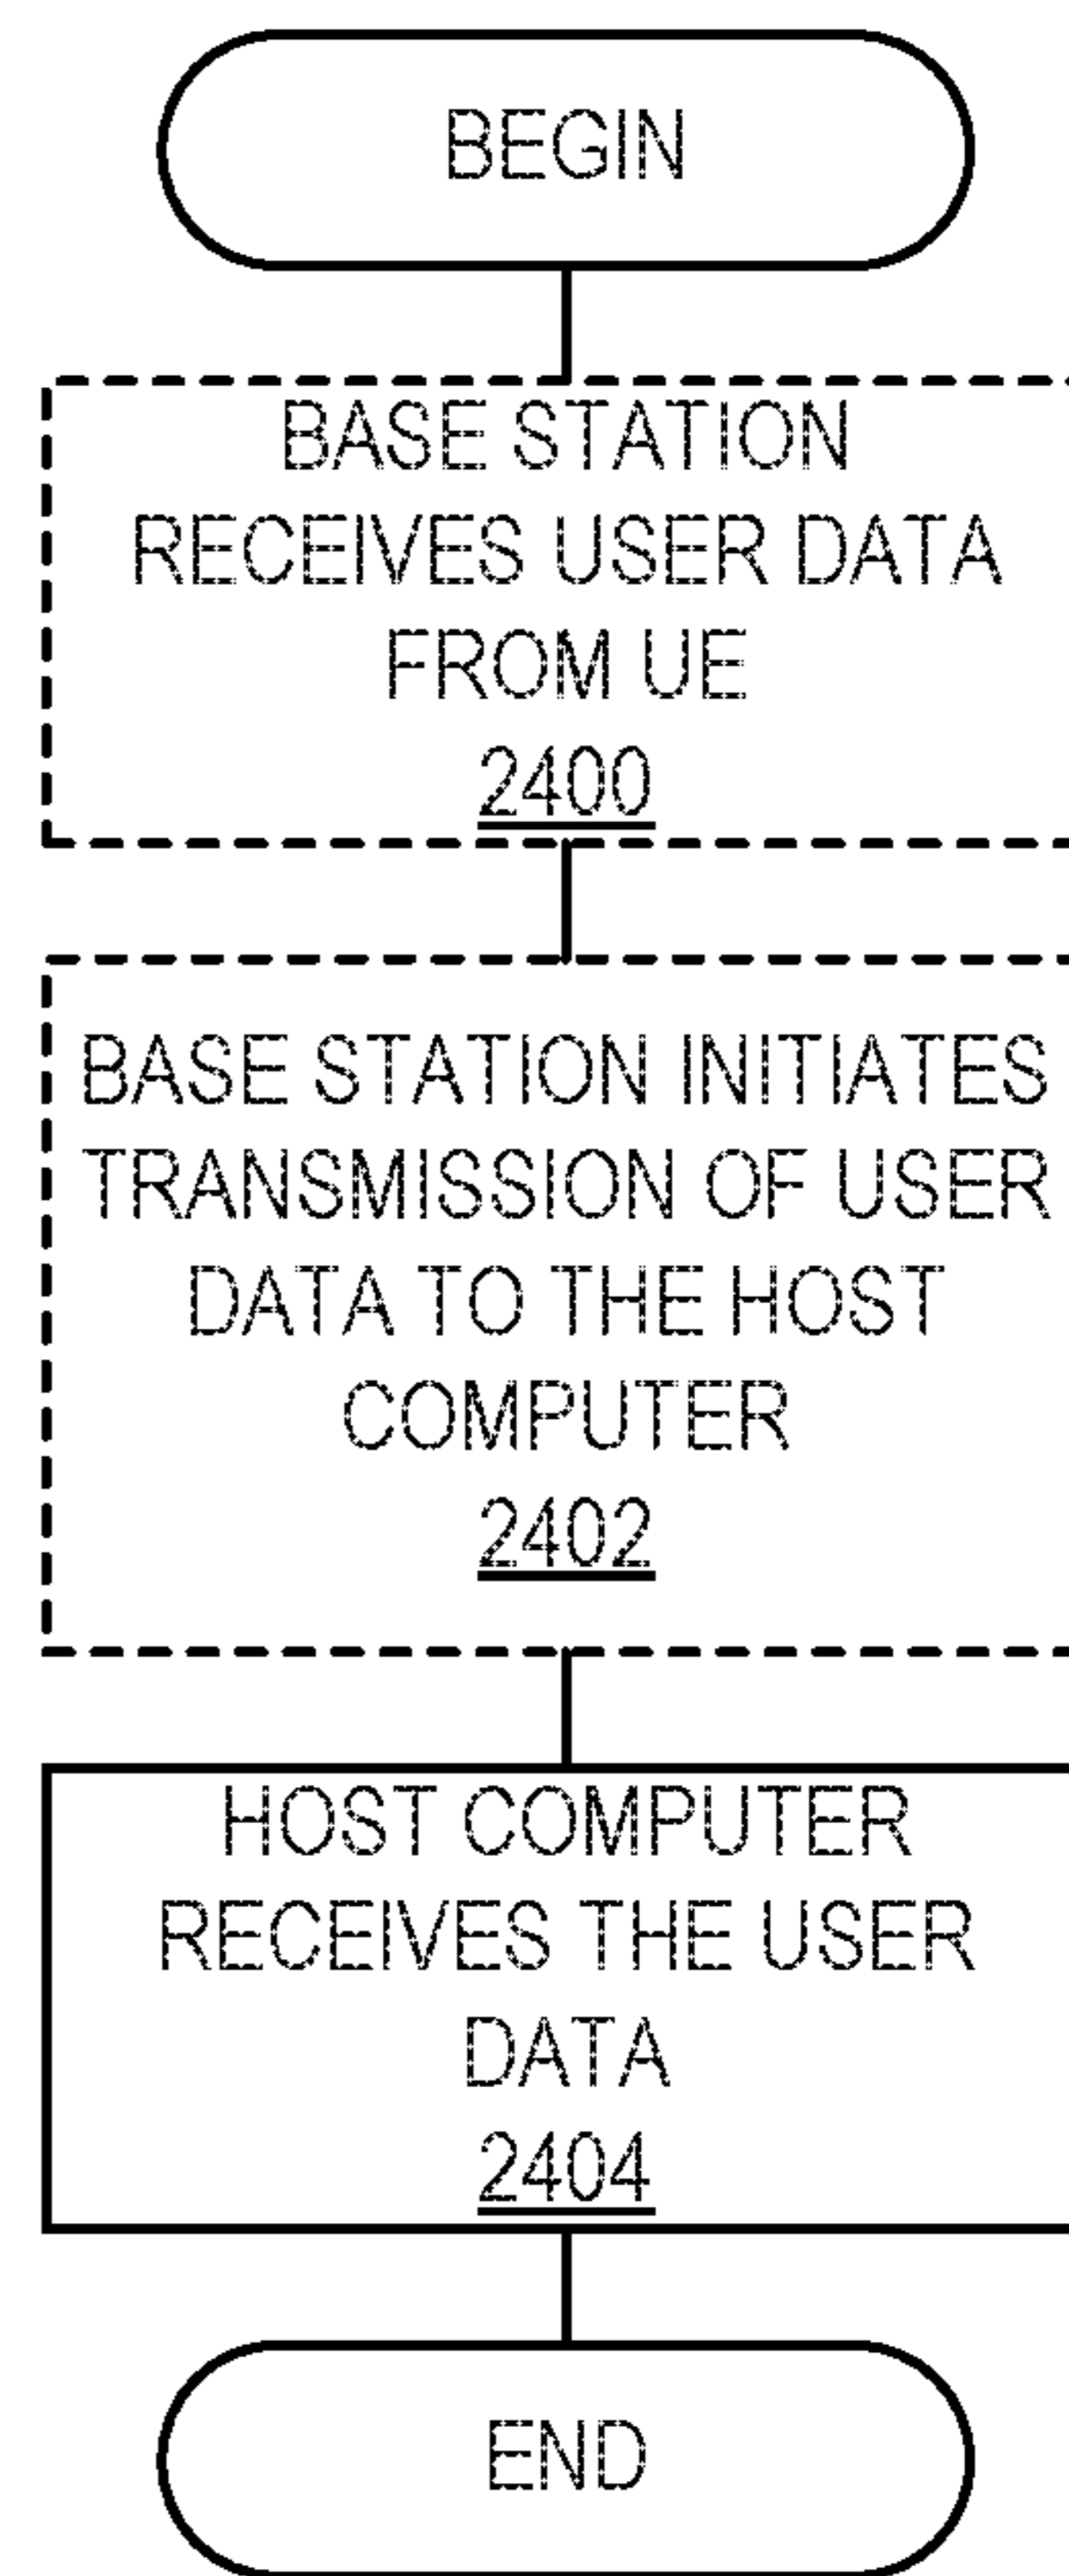 BEGIN
BASE STATION
RECEIVES USER DATA
FROM UE
2400
BASE STATION INITIATES
TRANSMISSION OF USER
DATA TO THE HOST
COMPUTER
2402
HOST COMPUTER
RECEIVES THE USER
DATA
2404
END